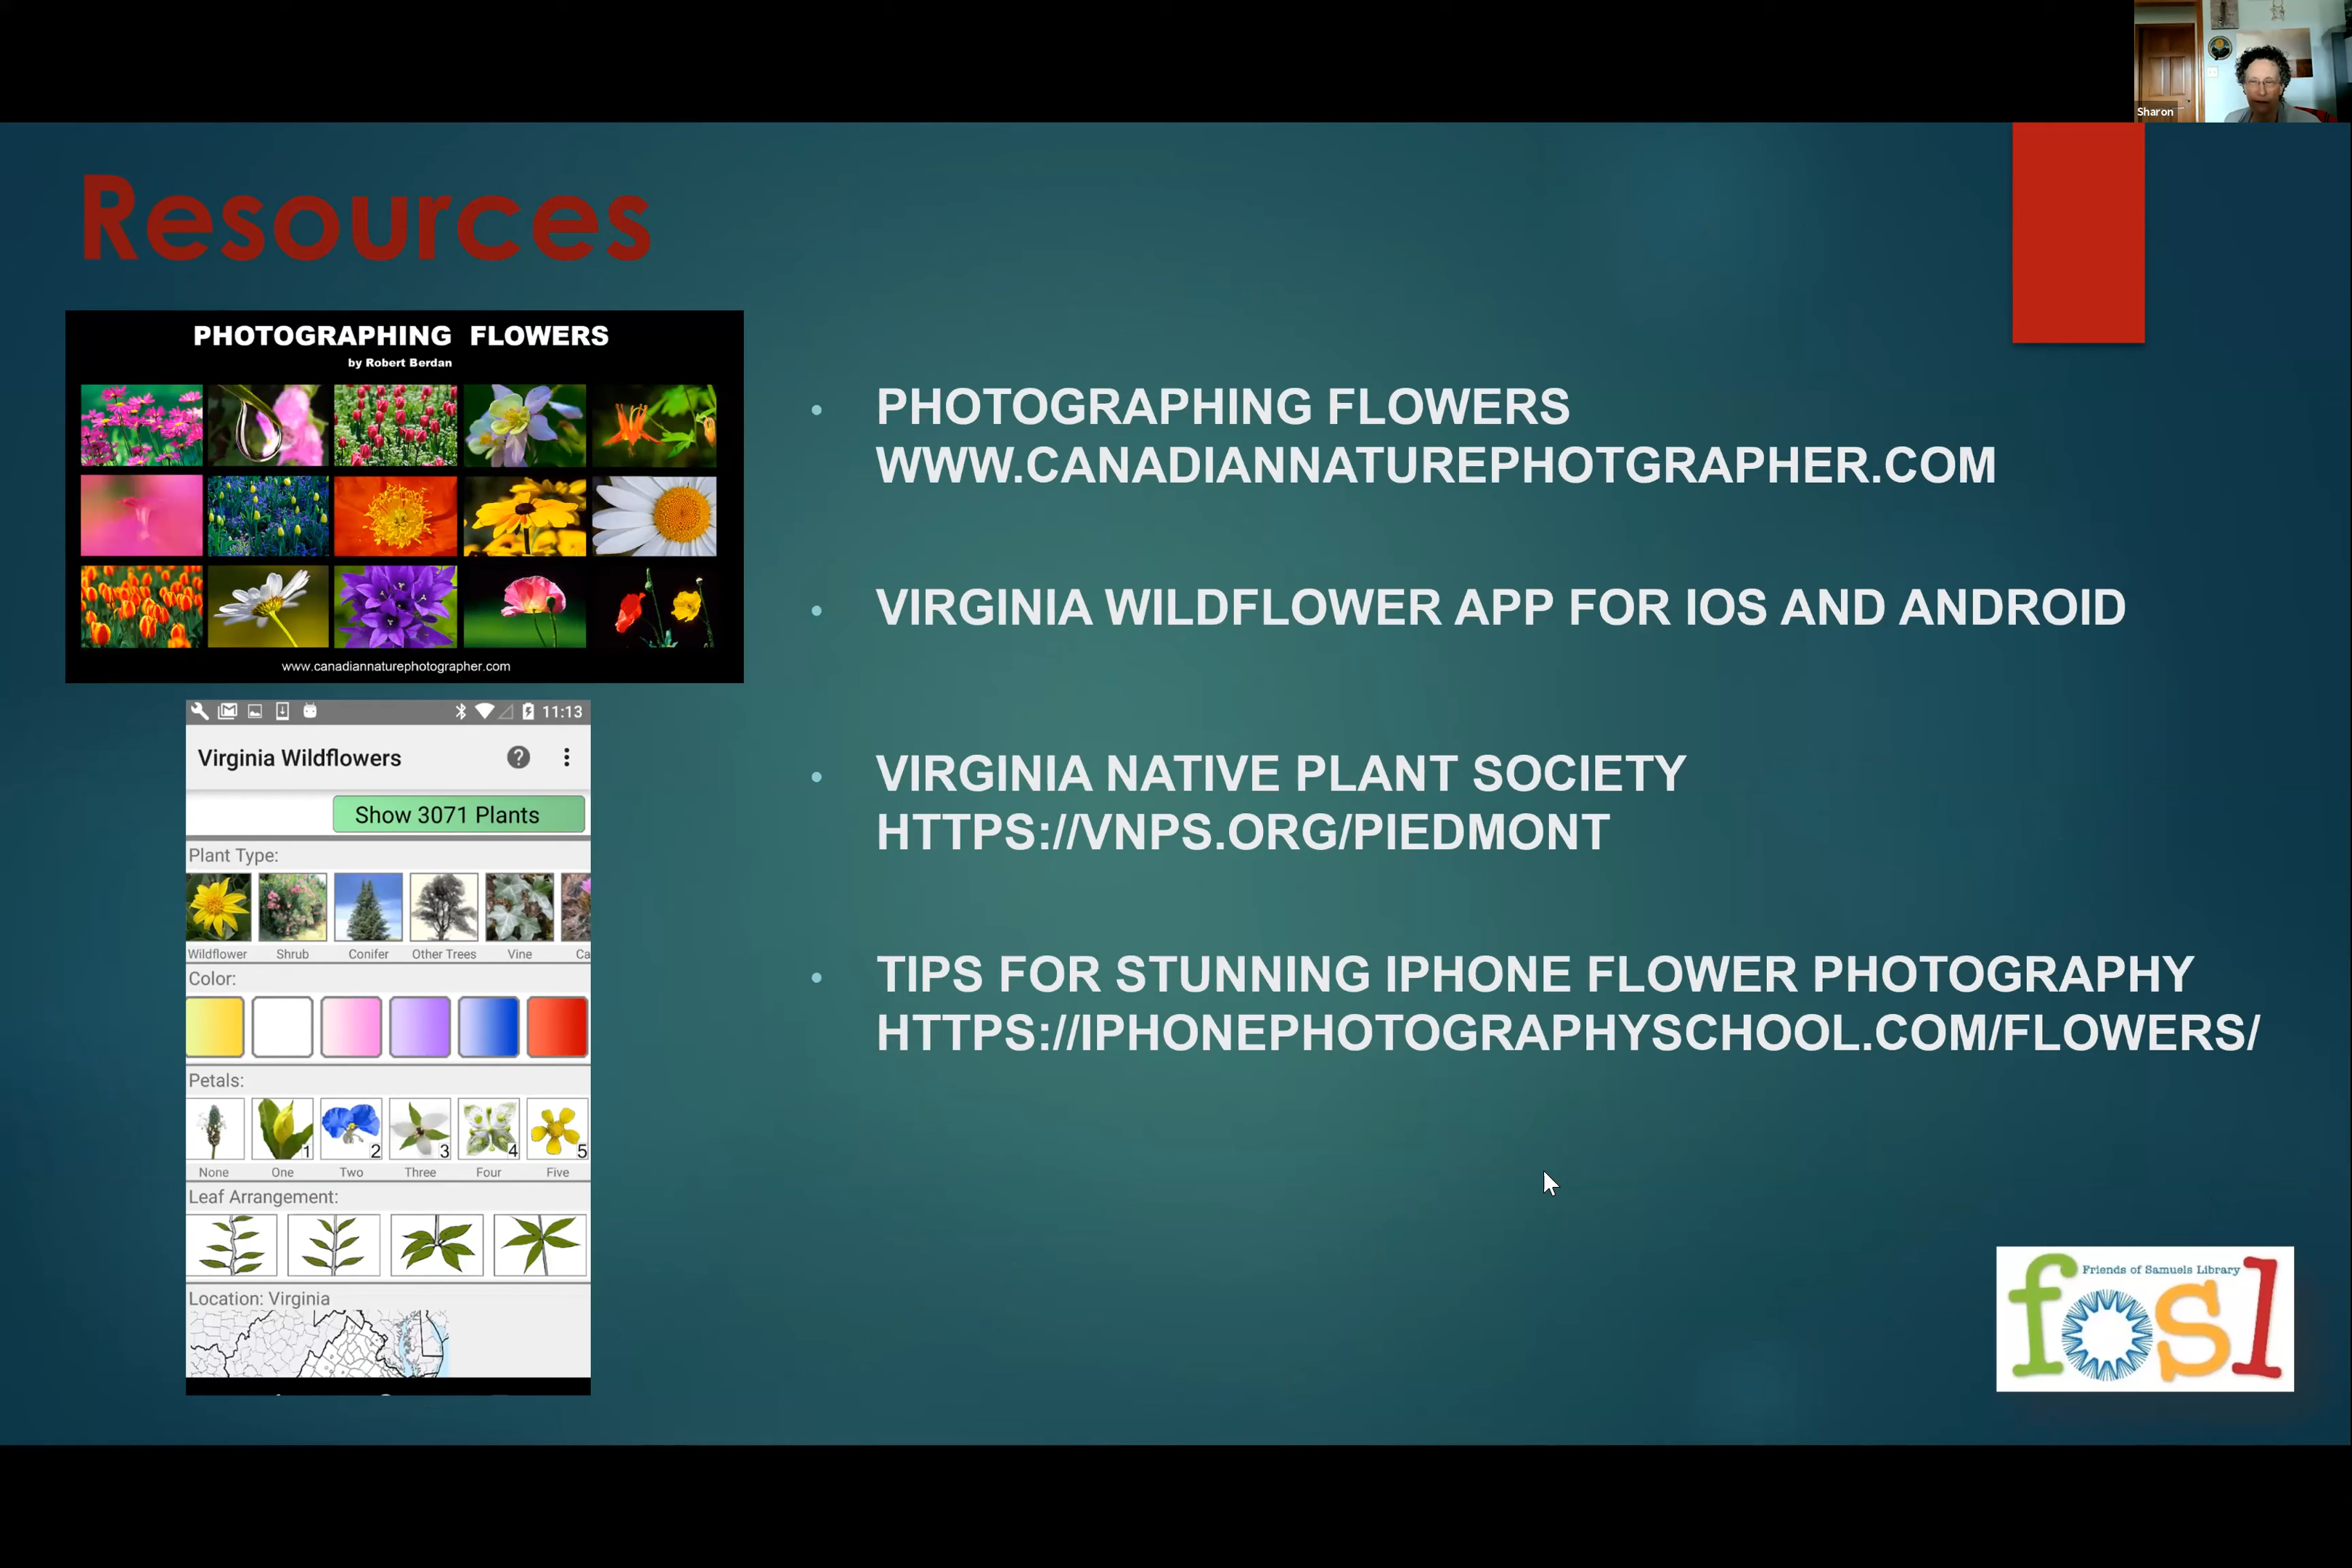 Sharon
Resources
PHOTOGRAPHING FLOWERS
by Robert Berdan
www.canadiannaturephotographer.com
11:13
Virginia Wildflowers
?
Show 3071 Plants
Plant Type:
Wildflower Shrub Conifer Other Trees Vine Ca
Color:
Petals:
1 2 3 4 5
None One Two Three Four Five
Leaf Arrangement:
Location: Virginia
• PHOTOGRAPHING FLOWERS
WWW.CANADIANNATUREPHOTGRAPHER.COM
• VIRGINIA WILDFLOWER APP FOR IOS AND ANDROID
• VIRGINIA NATIVE PLANT SOCIETY
HTTPS://VNPS.ORG/PIEDMONT
• TIPS FOR STUNNING IPHONE FLOWER PHOTOGRAPHY
HTTPS://IPHONEPHOTOGRAPHYSCHOOL.COM/FLOWERS/
Friends of Samuels Library
fosl